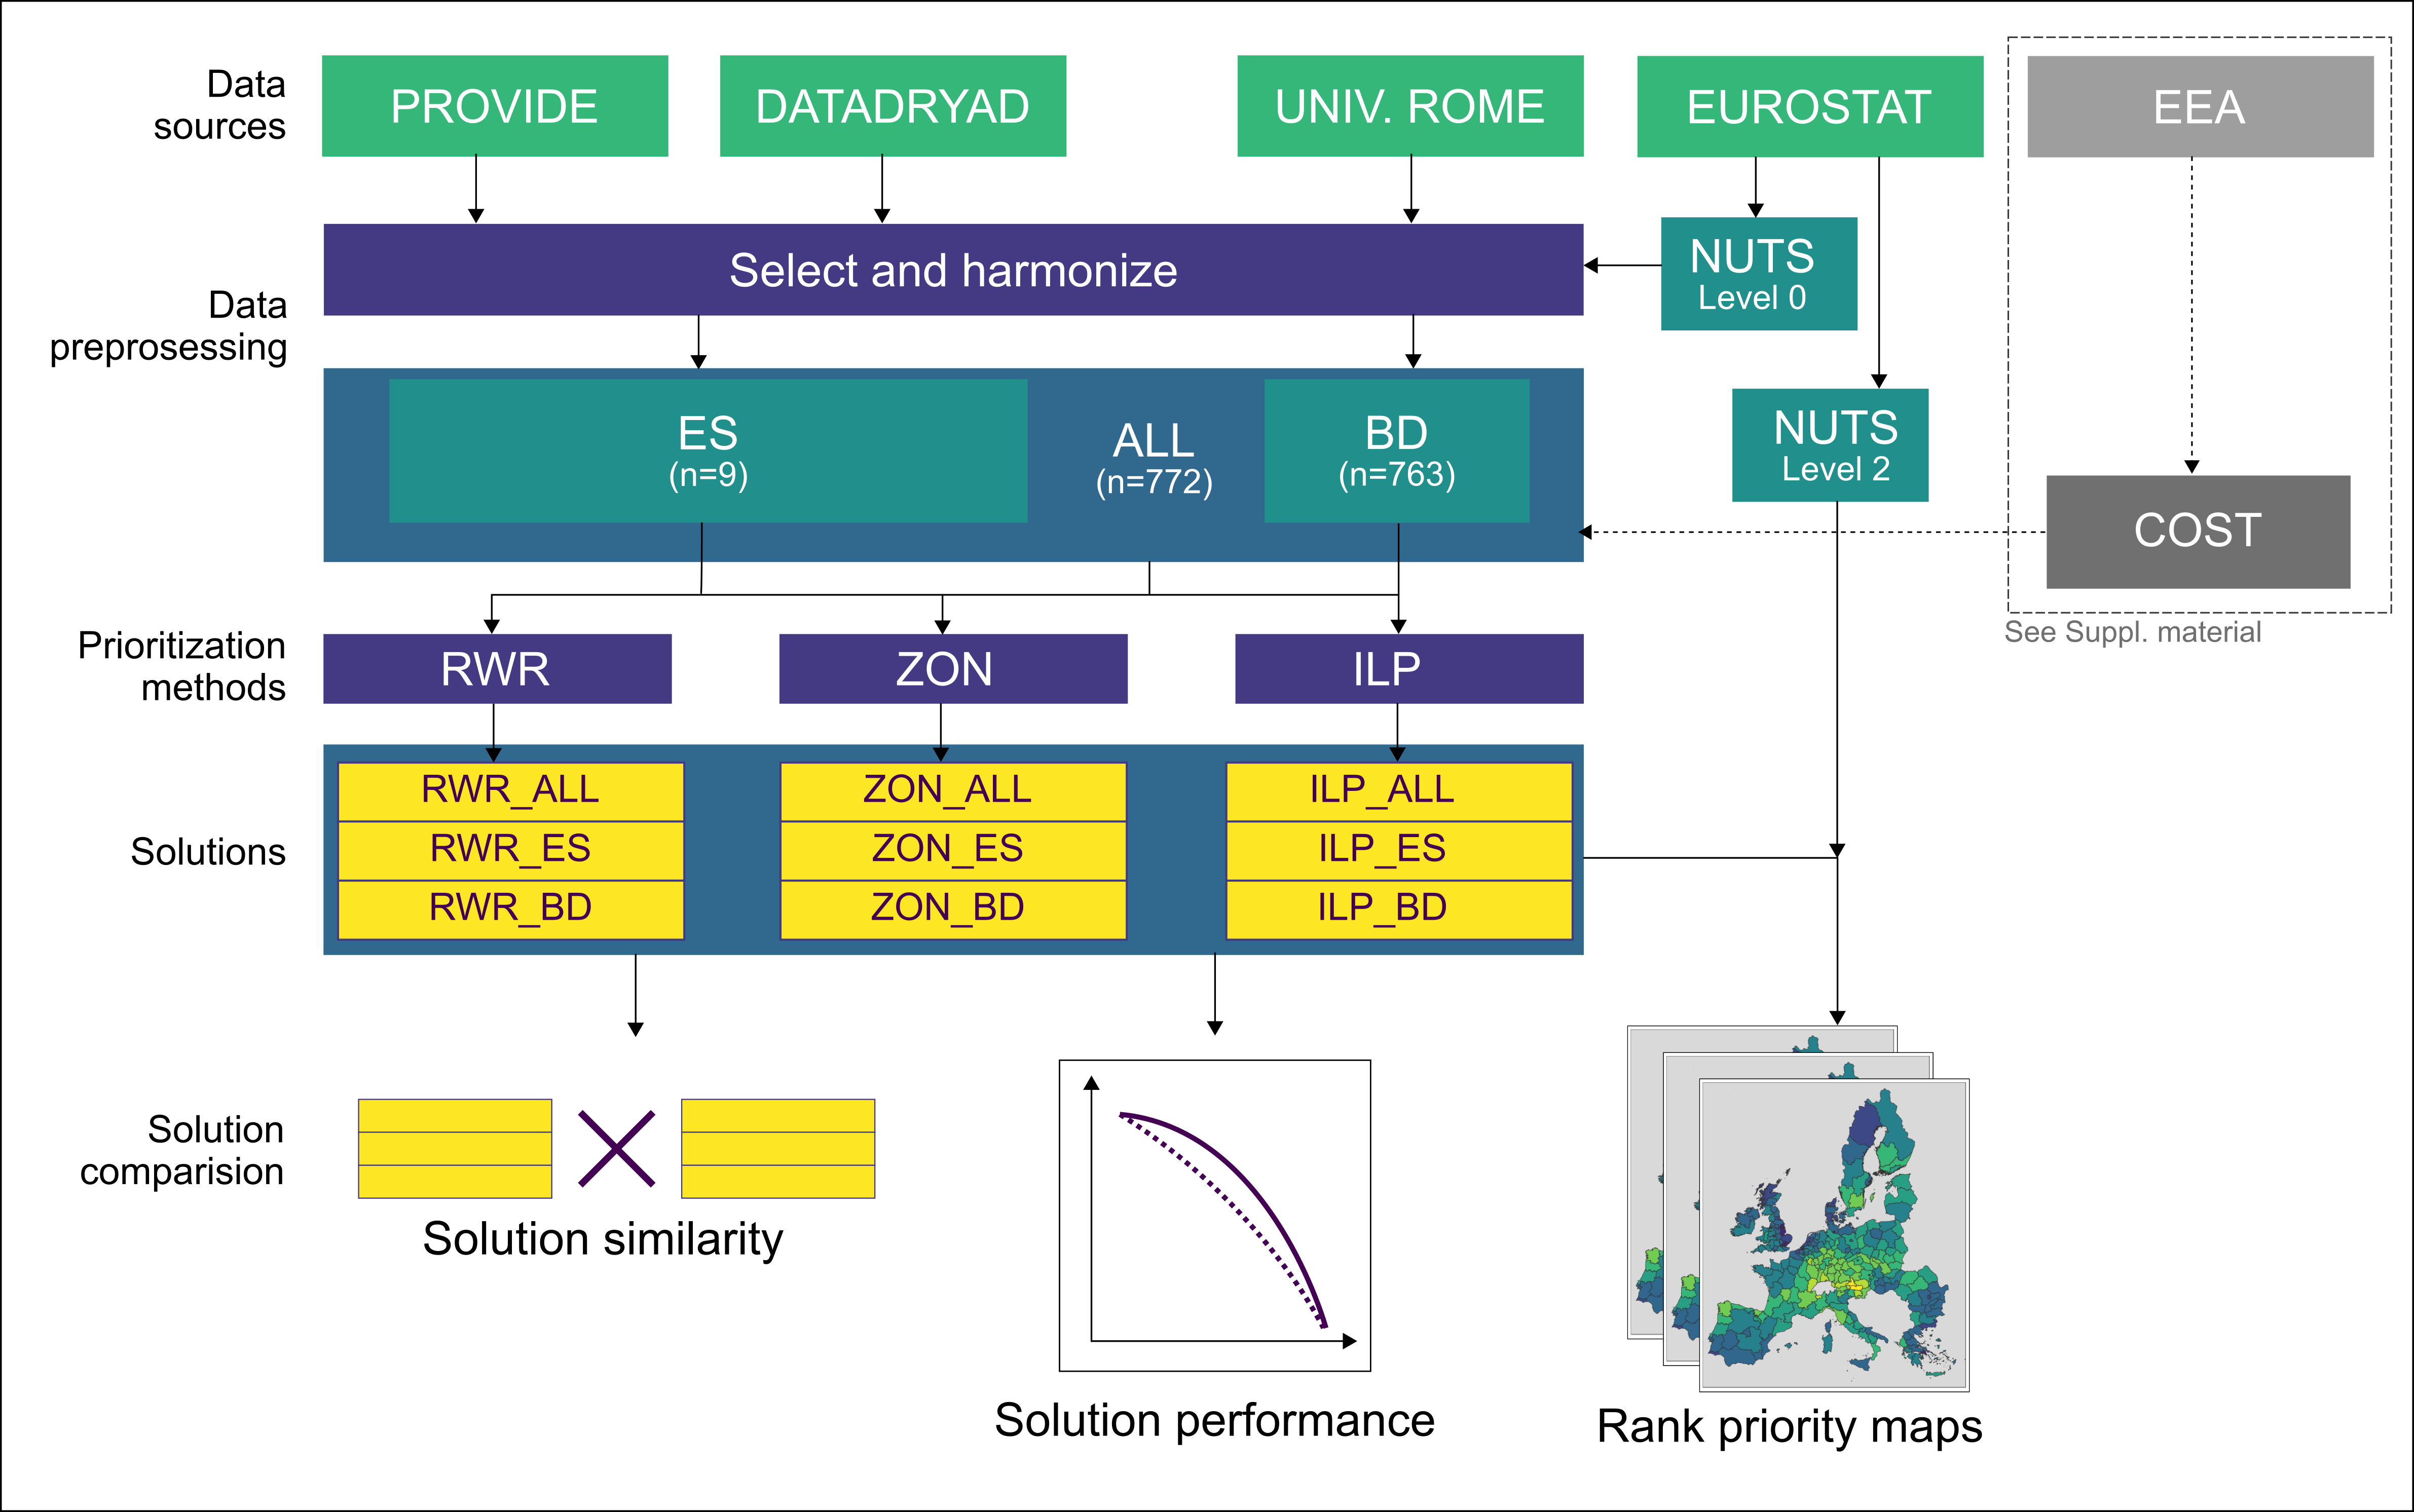 Data
sources
PROVIDE
DATADRYAD
UNIV. ROME
EUROSTAT
EEA
Data
preprosessing
Select and harmonize
NUTS
Level 0
ES
(n=9)
ALL
(n=772)
BD
(n=763)
NUTS
Level 2
COST
See Suppl. material
Prioritization
methods
RWR
ZON
ILP
Solutions
RWR_ALL
ZON_ALL
ILP_ALL
RWR_ES
ZON_ES
ILP_ES
RWR_BD
ZON_BD
ILP_BD
Solution
comparision
Solution similarity
Solution performance
Rank priority maps